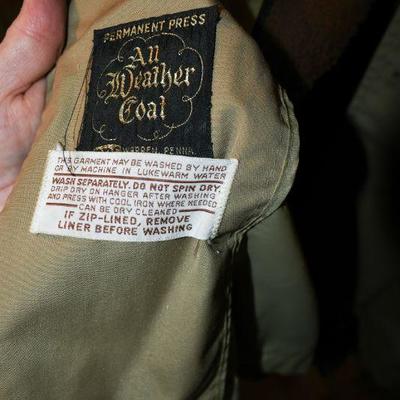 PERMANENT PRESS
All
Weather
Coat
WARREN, PENNA.
THIS GARMENT MAY BE WASHED BY HAND
OR BY MACHINE IN LUKEWARM WATER
WASH SEPARATELY. DO NOT SPIN DRY.
DRIP DRY ON HANGER AFTER WASHING
AND PRESS WITH COOL IRON WHERE NEEDED
CAN BE DRY CLEANED
IF ZIP-LINED, REMOVE
LINER BEFORE WASHING